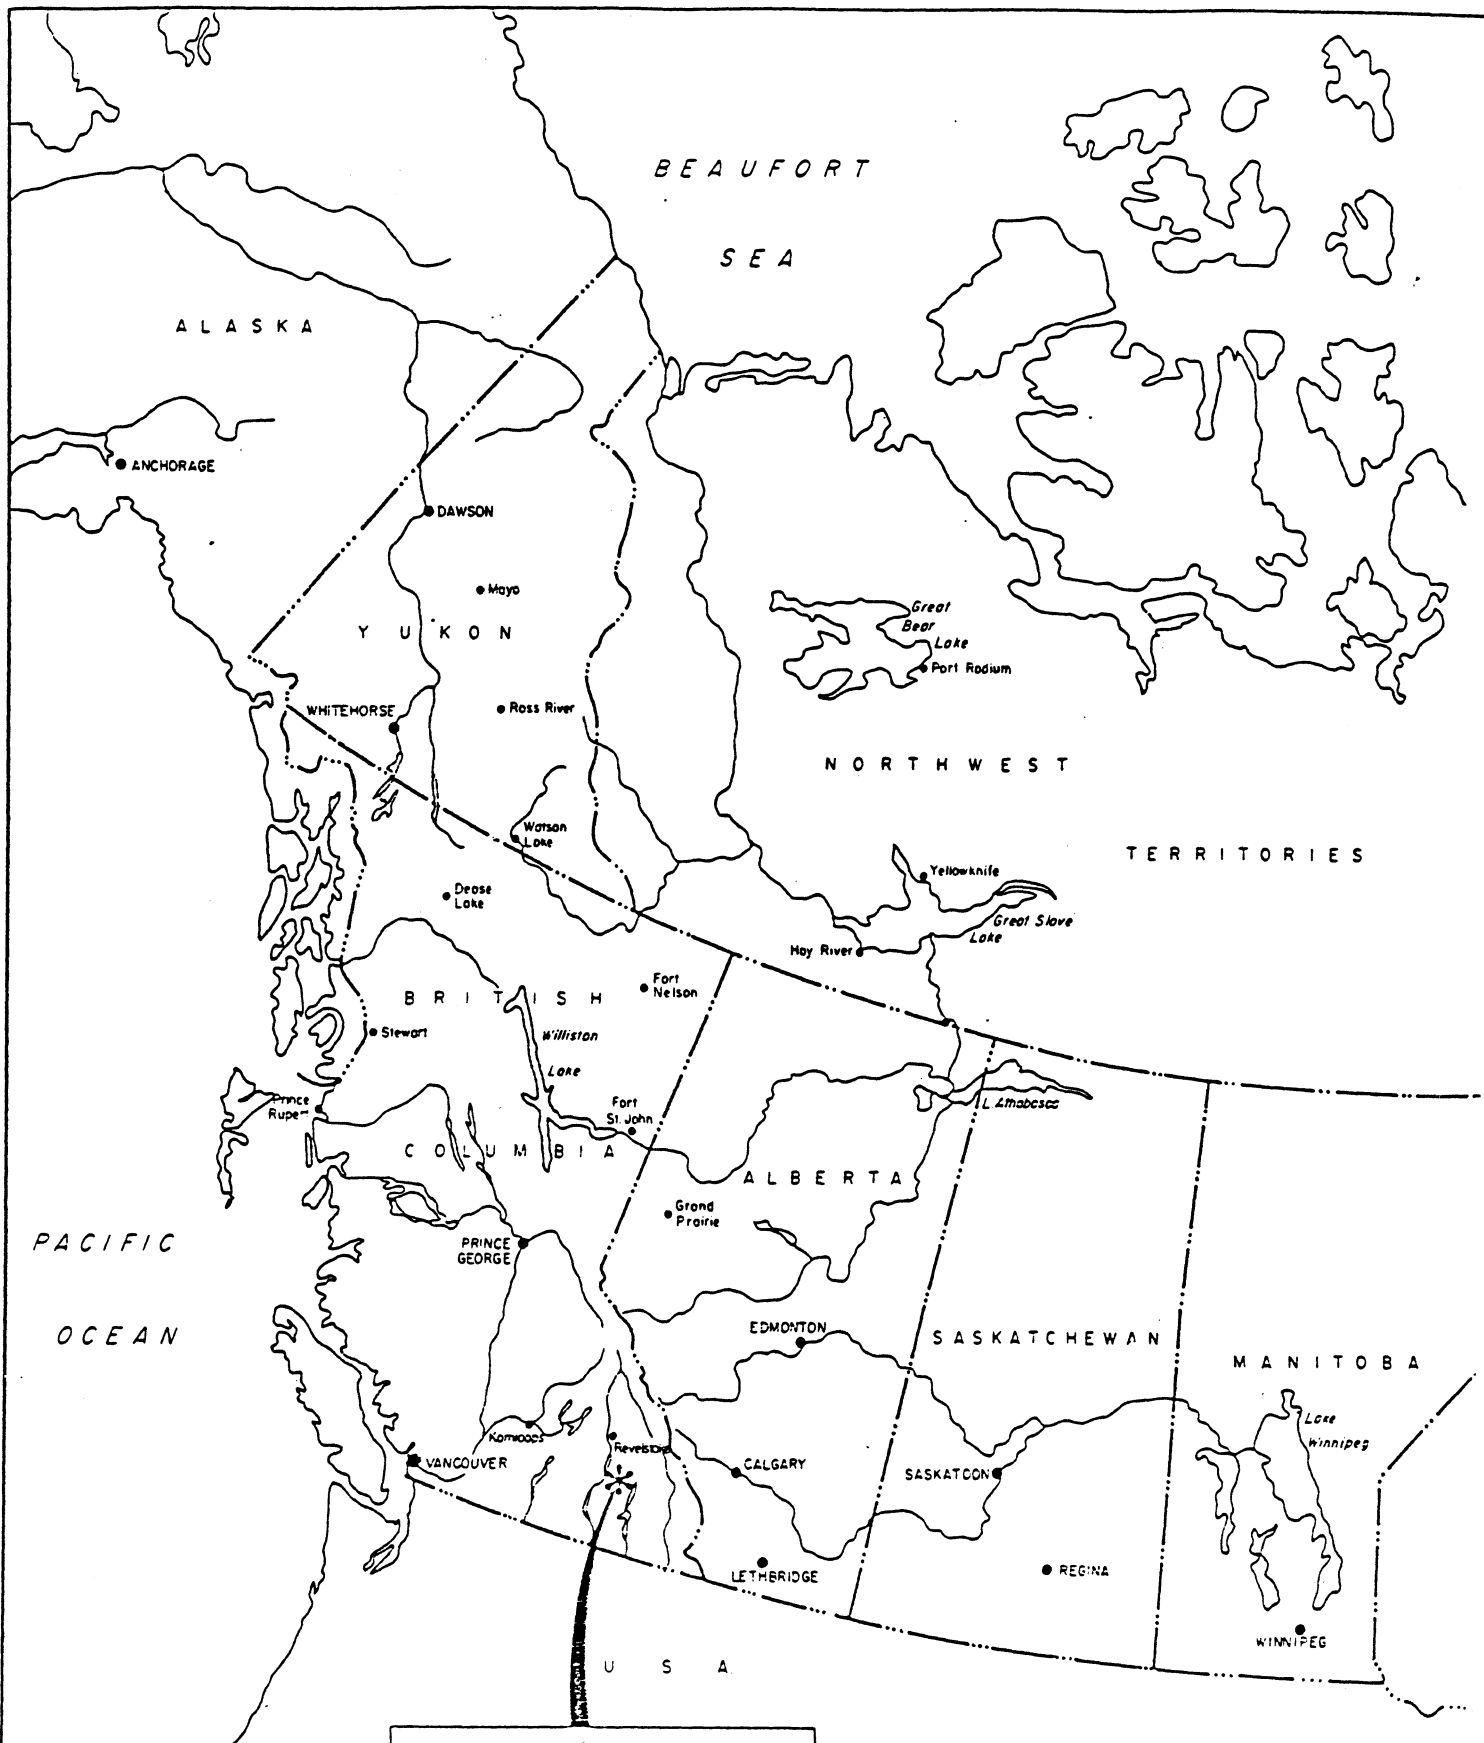 BEAUFORT
SEA
ALASKA
ANCHORAGE
DAWSON
Mayo
YUKON
Great
Bear
Lake
Port Radium
WHITEHORSE
Ross River
NORTHWEST
TERRITORIES
Watson
Lake
Dease
Lake
Yellowknife
Great Slave
Lake
Hay River
Fort
Nelson
BRITISH
Stewart
Williston
Lake
Prince
Rupert
Fort
St. John
L. Athabasca
COLUMBIA
ALBERTA
Grand
Prairie
PACIFIC
OCEAN
PRINCE
GEORGE
EDMONTON
SASKATCHEWAN
MANITOBA
Lake
Winnipeg
Kamloops
Revelstoke
VANCOUVER
CALGARY
SASKATOON
LETHBRIDGE
REGINA
WINNIPEG
USA